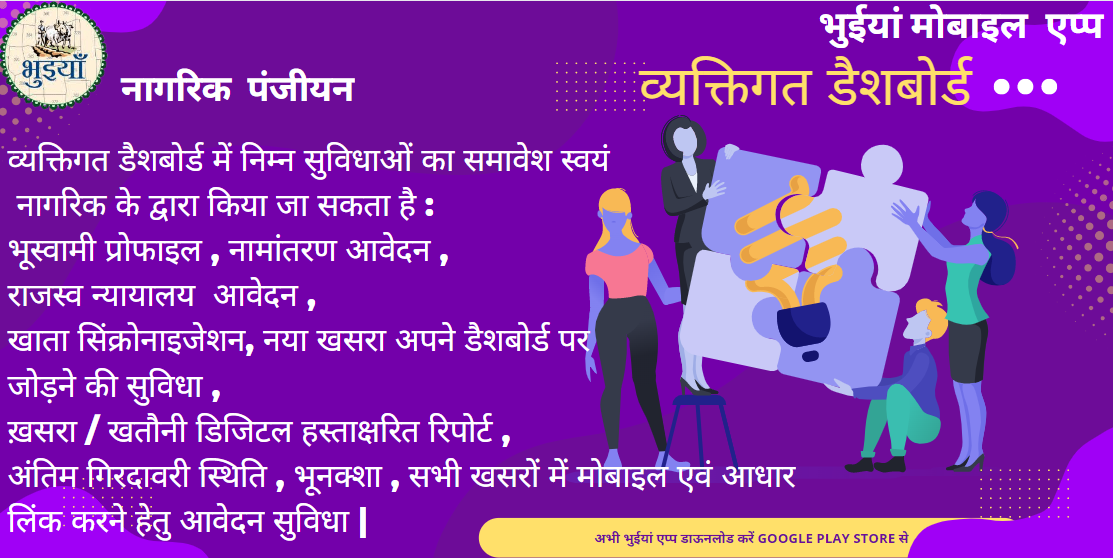 भुइयाँ
भुईयां मोबाइल एप्प
व्यक्तिगत डैशबोर्ड ●●●
नागरिक पंजीयन
व्यक्तिगत डैशबोर्ड में निम्न सुविधाओं का समावेश स्वयं
नागरिक के द्वारा किया जा सकता है :
भूस्वामी प्रोफाइल , नामांतरण आवेदन ,
राजस्व न्यायालय आवेदन ,
खाता सिंक्रोनाइजेशन, नया खसरा अपने डैशबोर्ड पर
जोड़ने की सुविधा ,
ख़सरा / खतौनी डिजिटल हस्ताक्षरित रिपोर्ट ,
अंतिम गिरदावरी स्थिति , भूनक्शा , सभी खसरों में मोबाइल एवं आधार
लिंक करने हेतु आवेदन सुविधा |
अभी भुईयां एप्प डाऊनलोड करें GOOGLE PLAY STORE से